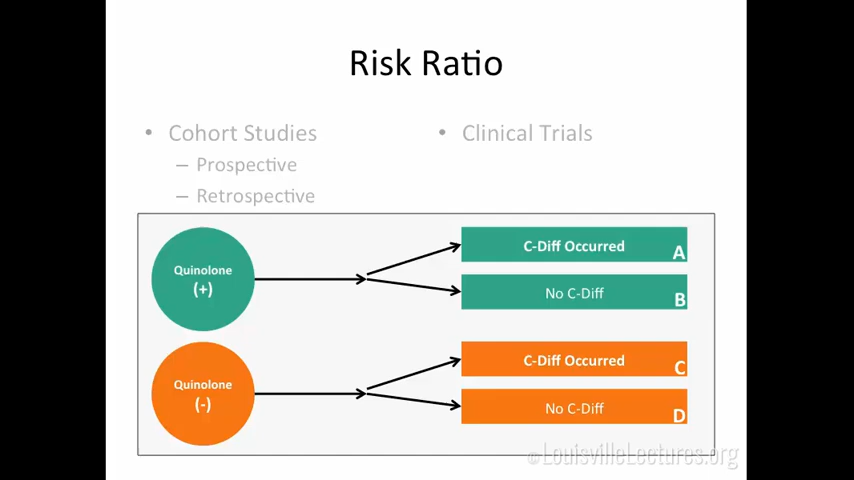 Risk Ratio
• Cohort Studies
– Prospective
– Retrospective
• Clinical Trials
Quinolone
(+)
C-Diff Occurred A
No C-Diff B
Quinolone
(-)
C-Diff Occurred C
No C-Diff D
@LouisvilleLectures.org